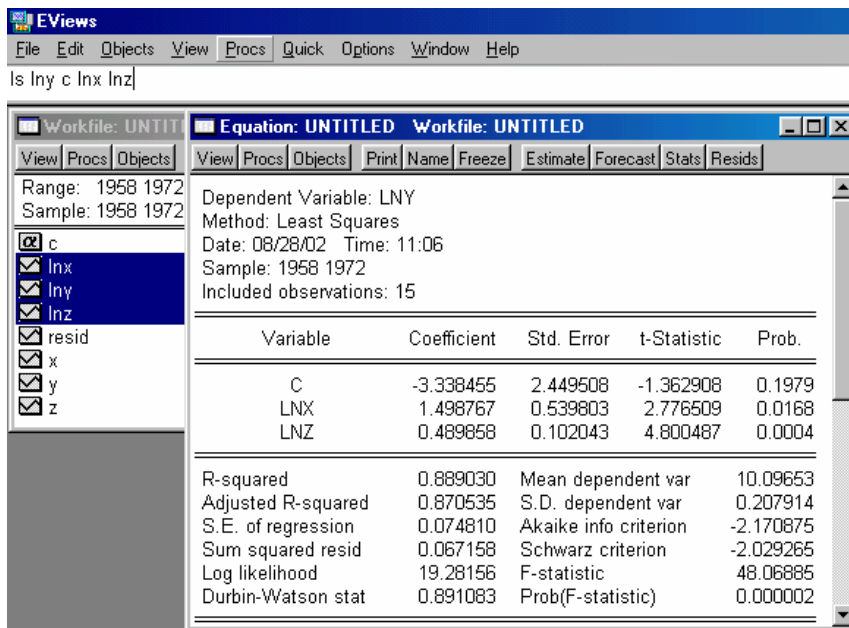 EViews
File Edit Objects View Procs Quick Options Window Help
ls lny c lnx lnz
Workfile: UNTITL
View Procs Objects
Range: 1958 1972
Sample: 1958 1972
c
lnx
lny
lnz
resid
x
y
z
Equation: UNTITLED Workfile: UNTITLED
View Procs Objects Print Name Freeze Estimate Forecast Stats Resids
Dependent Variable: LNY
Method: Least Squares
Date: 08/28/02 Time: 11:06
Sample: 1958 1972
Included observations: 15
Variable Coefficient Std. Error t-Statistic Prob.
C -3.338455 2.449508 -1.362908 0.1979
LNX 1.498767 0.539803 2.776509 0.0168
LNZ 0.489858 0.102043 4.800487 0.0004
R-squared 0.889030 Mean dependent var 10.09653
Adjusted R-squared 0.870535 S.D. dependent var 0.207914
S.E. of regression 0.074810 Akaike info criterion -2.170875
Sum squared resid 0.067158 Schwarz criterion -2.029265
Log likelihood 19.28156 F-statistic 48.06885
Durbin-Watson stat 0.891083 Prob(F-statistic) 0.000002